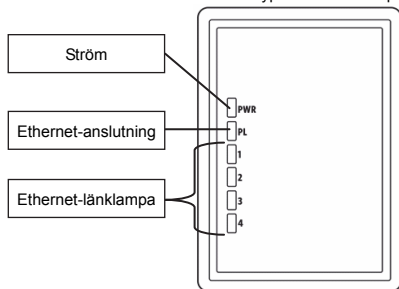 Ström
PWR
Ethernet-anslutning
PL
1
2
Ethernet-länklampa
3
4